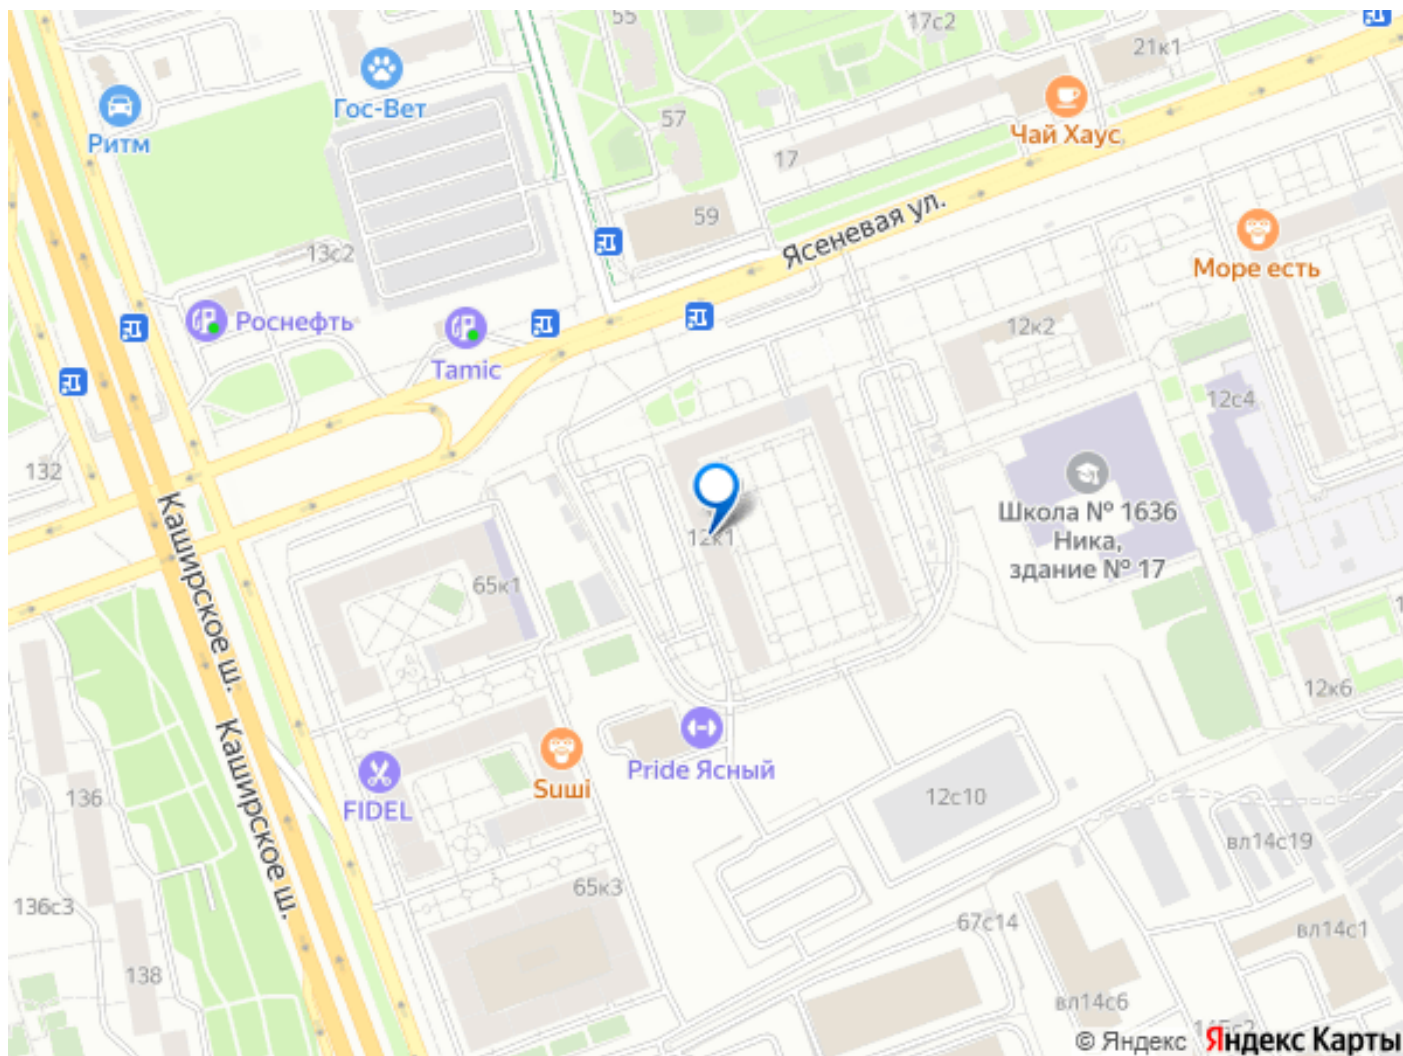 55
17с2
21к1
Гос-Вет
Ритм
57
Чай Хаус
17
59
Ясеневая ул.
13с2
Море есть
Роснефть
12к2
Tamic
12с4
132
Школа № 1636
Ника,
здание № 17
12к1
65к1
Каширское ш.
12к6
Pride Ясный
Suшi
FIDEL
136
12с10
Каширское ш.
вл14с19
65к3
136с3
67с14
вл14с1
138
вл14с6
© Яндекс Яндекс Карты